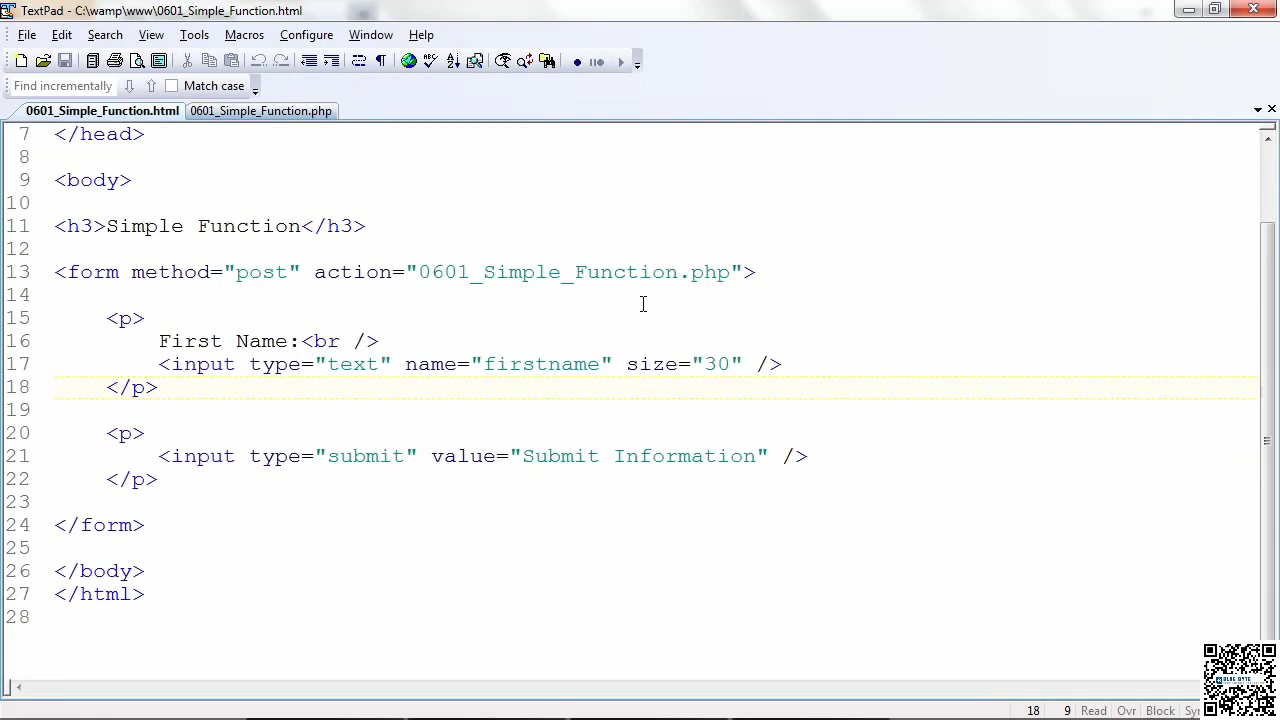 TextPad - C:\wamp\www\0601_Simple_Function.html
File Edit Search View Tools Macros Configure Window Help
Find incrementally Match case
0601_Simple_Function.html 0601_Simple_Function.php
7 </head>
8
9 <body>
10
11 <h3>Simple Function</h3>
12
13 <form method="post" action="0601_Simple_Function.php">
14
15 <p>
16 First Name:<br />
17 <input type="text" name="firstname" size="30" />
18 </p>
19
20 <p>
21 <input type="submit" value="Submit Information" />
22 </p>
23
24 </form>
25
26 </body>
27 </html>
28
BLUE BYTE
18 9 Read Ovr Block